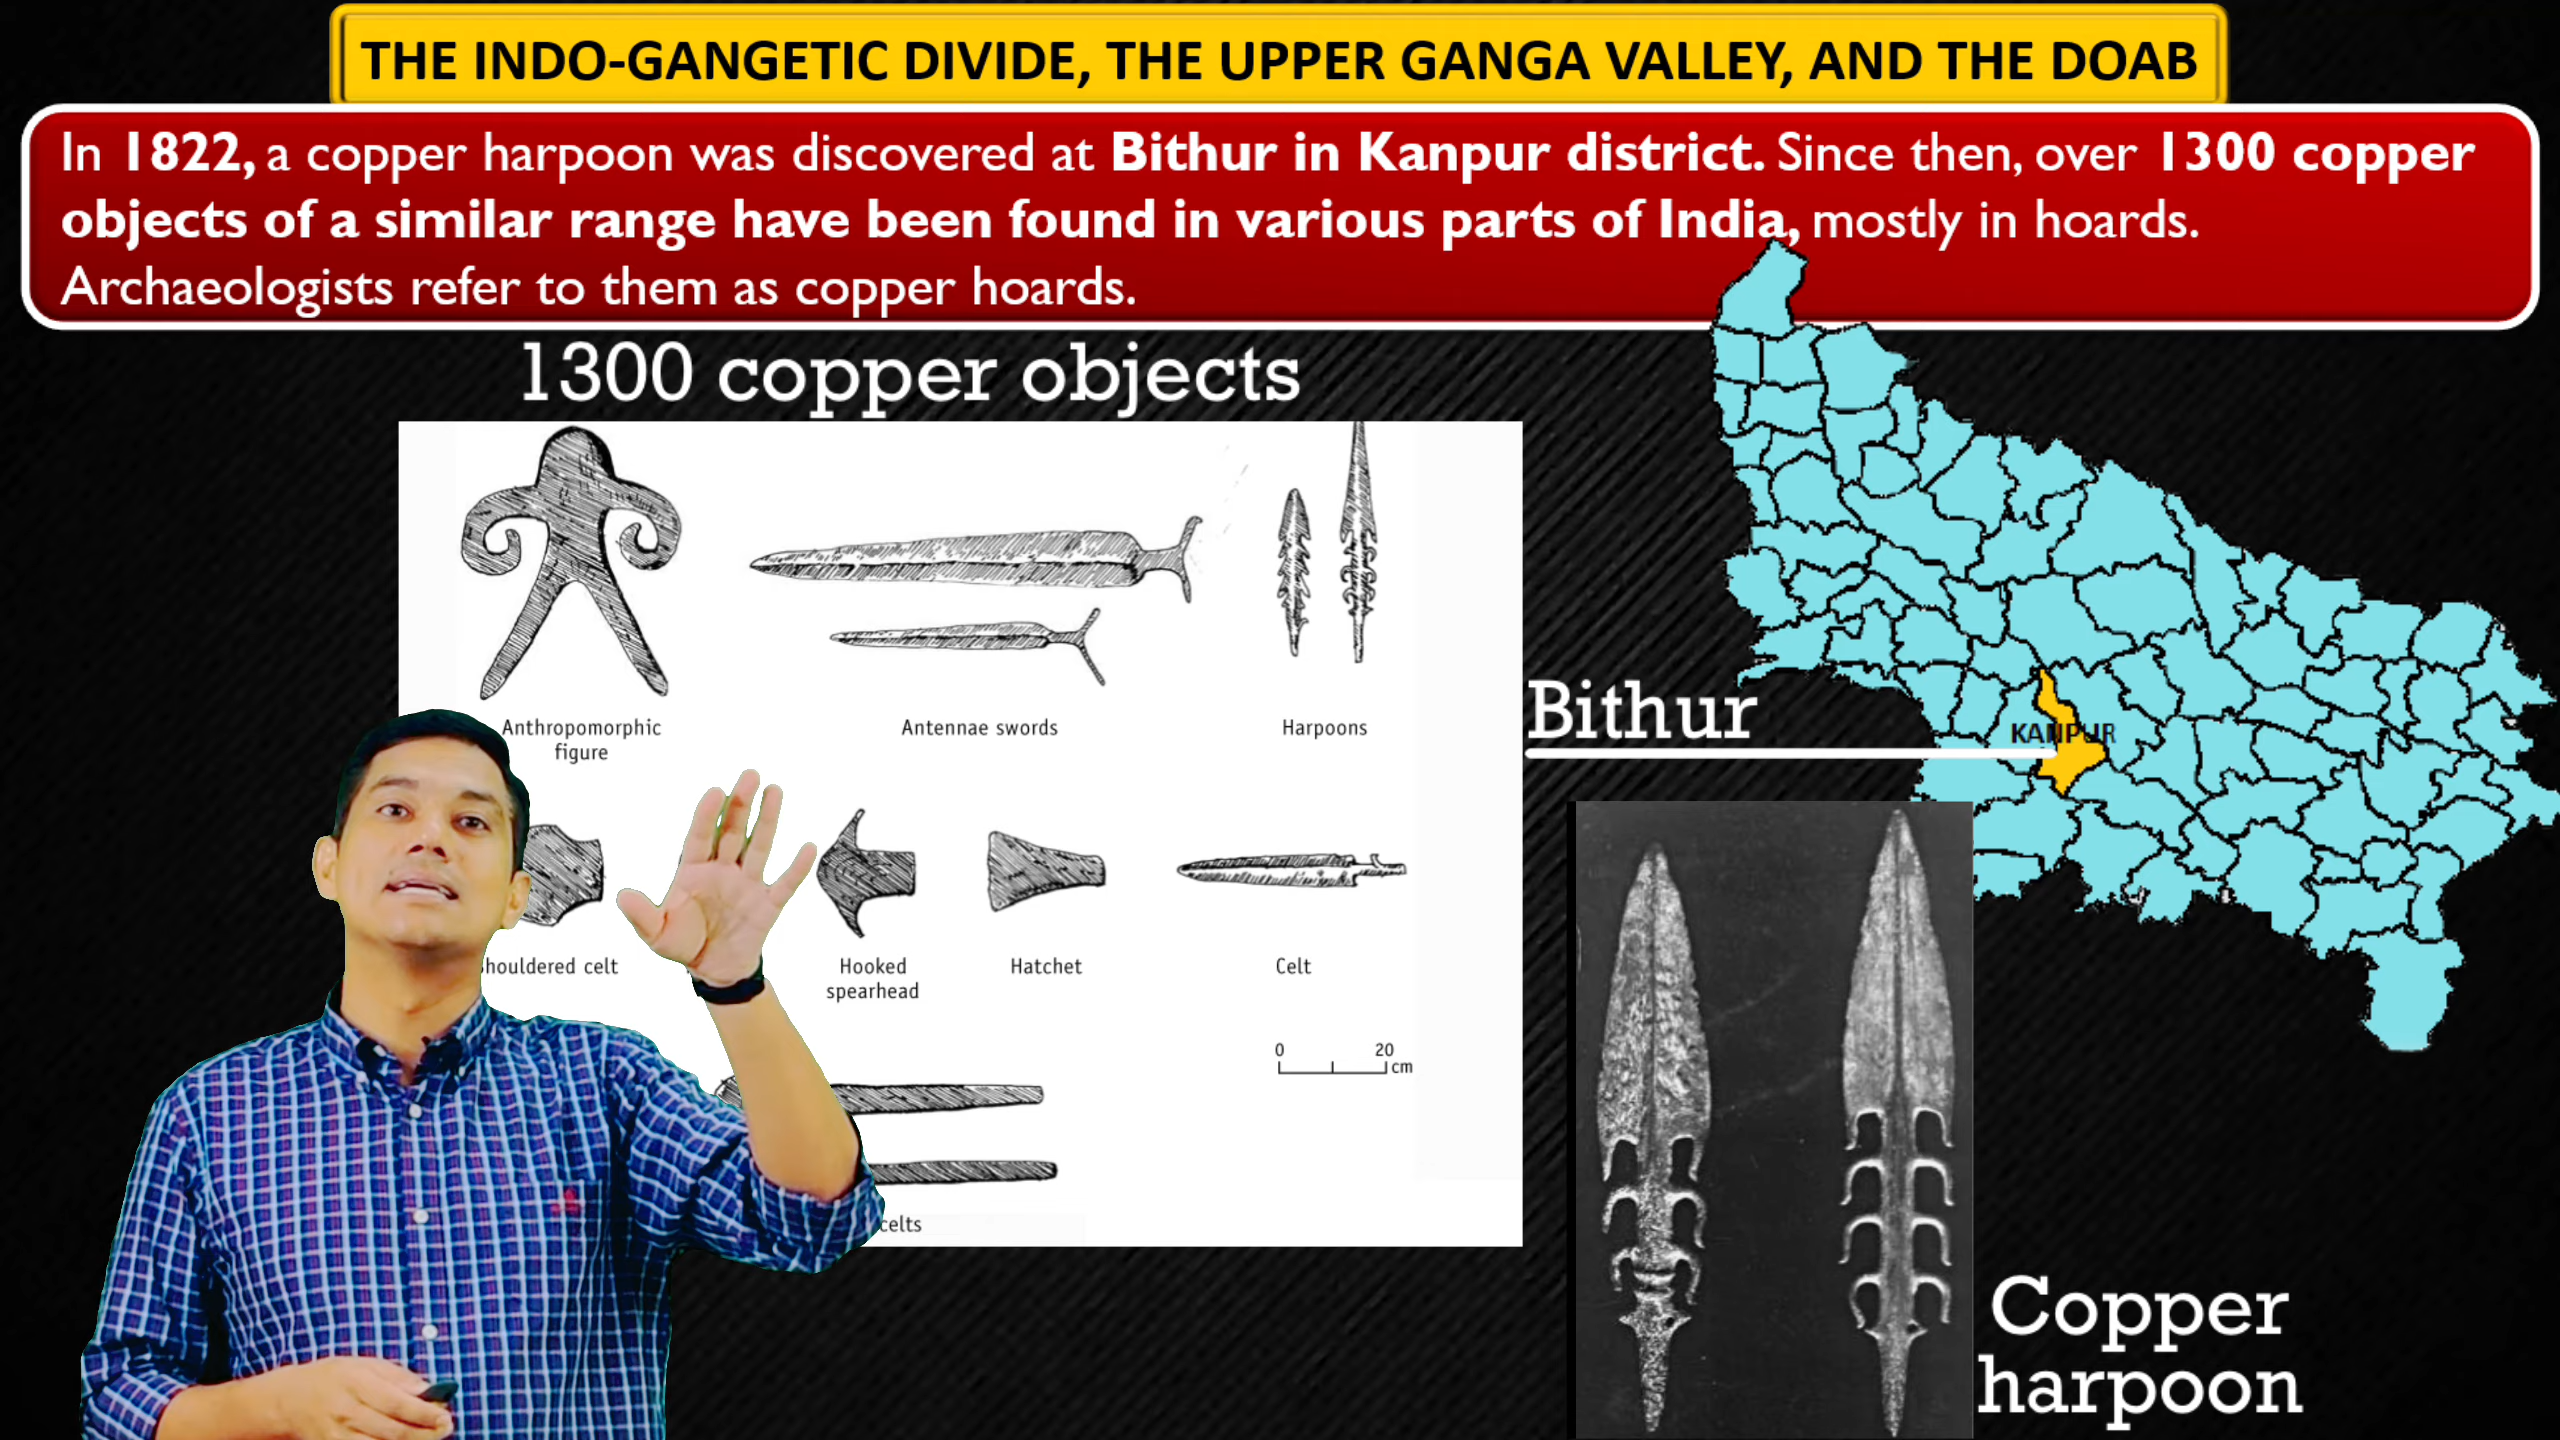 THE INDO-GANGETIC DIVIDE, THE UPPER GANGA VALLEY, AND THE DOAB
In 1822, a copper harpoon was discovered at Bithur in Kanpur district. Since then, over 1300 copper
objects of a similar range have been found in various parts of India, mostly in hoards.
Archaeologists refer to them as copper hoards.
1300 copper objects
Anthropomorphic
figure
Antennae swords
Harpoons
Bithur
KANPUR
celt
Hooked
spearhead
Hatchet
Celt
0 20
cm
celts
Copper
harpoon